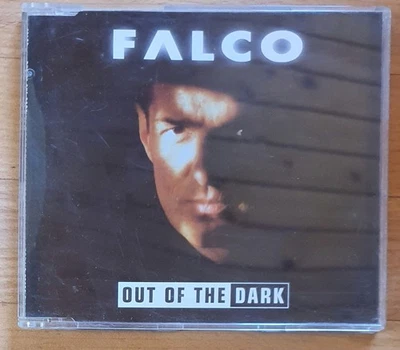 FALCO
OUT OF THE DARK